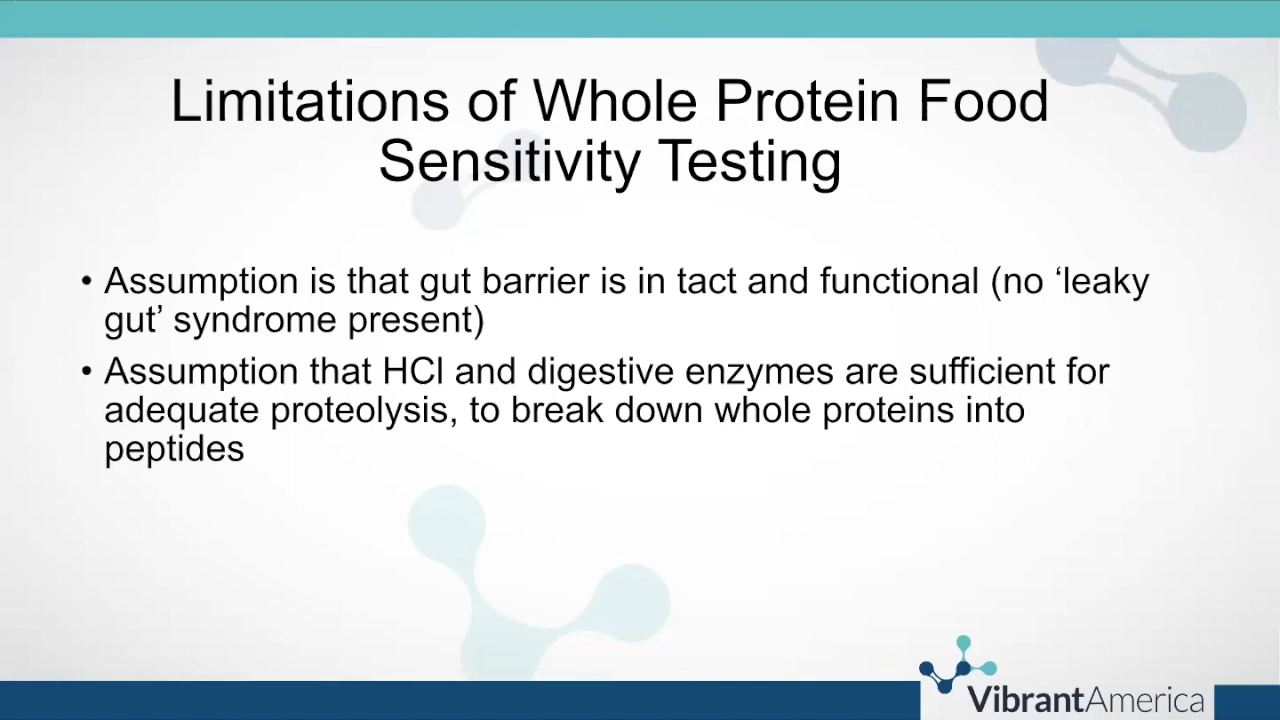 Limitations of Whole Protein Food
Sensitivity Testing
• Assumption is that gut barrier is in tact and functional (no ‘leaky
gut’ syndrome present)
• Assumption that HCl and digestive enzymes are sufficient for
adequate proteolysis, to break down whole proteins into
peptides
VibrantAmerica